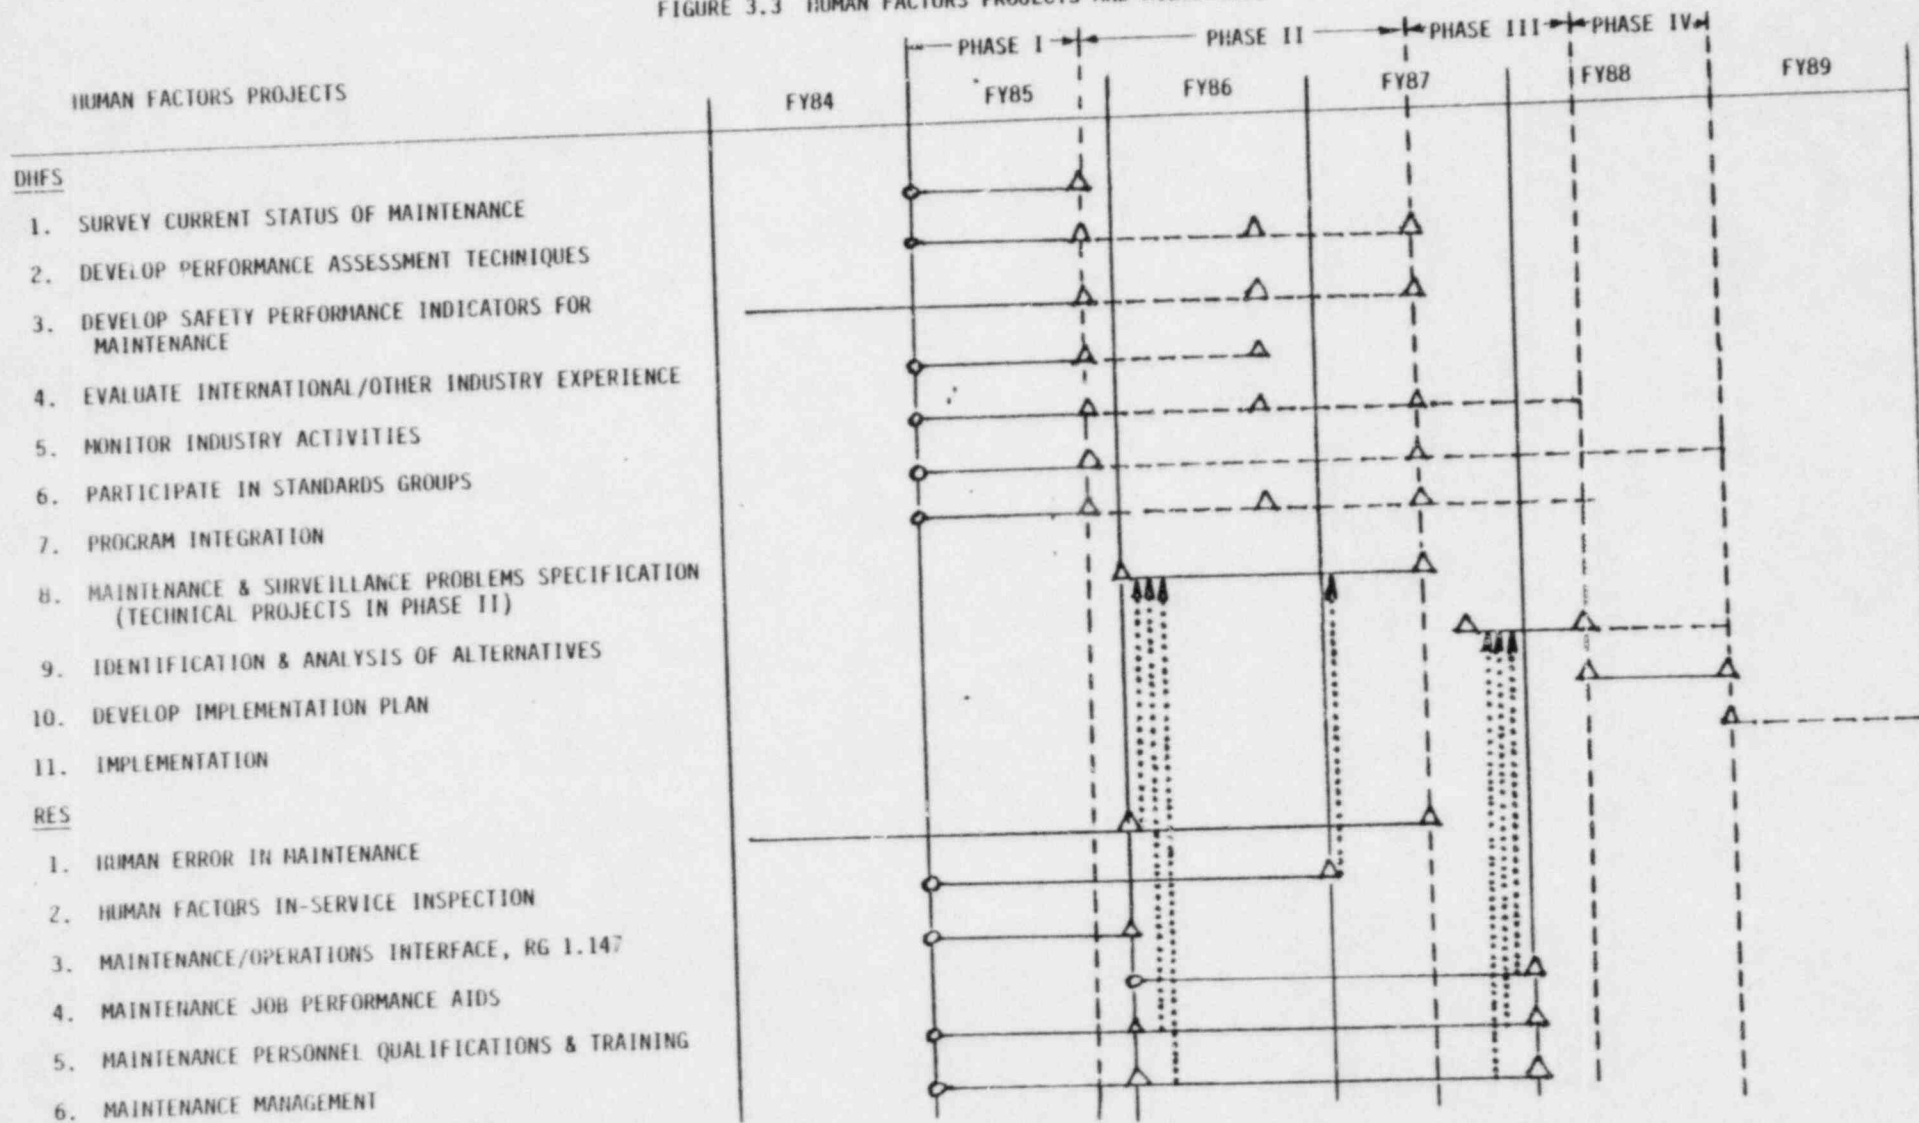 FIGURE 3.3 HUMAN FACTORS PROJECTS
PHASE I PHASE II PHASE III PHASE IV
HUMAN FACTORS PROJECTS FY84 FY85 FY86 FY87 FY88 FY89
DHFS
1. SURVEY CURRENT STATUS OF MAINTENANCE
2. DEVELOP PERFORMANCE ASSESSMENT TECHNIQUES
3. DEVELOP SAFETY PERFORMANCE INDICATORS FOR
MAINTENANCE
4. EVALUATE INTERNATIONAL/OTHER INDUSTRY EXPERIENCE
5. MONITOR INDUSTRY ACTIVITIES
6. PARTICIPATE IN STANDARDS GROUPS
7. PROGRAM INTEGRATION
8. MAINTENANCE & SURVEILLANCE PROBLEMS SPECIFICATION
(TECHNICAL PROJECTS IN PHASE II)
9. IDENTIFICATION & ANALYSIS OF ALTERNATIVES
10. DEVELOP IMPLEMENTATION PLAN
11. IMPLEMENTATION
RES
1. HUMAN ERROR IN MAINTENANCE
2. HUMAN FACTORS IN-SERVICE INSPECTION
3. MAINTENANCE/OPERATIONS INTERFACE, RG 1.147
4. MAINTENANCE JOB PERFORMANCE AIDS
5. MAINTENANCE PERSONNEL QUALIFICATIONS & TRAINING
6. MAINTENANCE MANAGEMENT